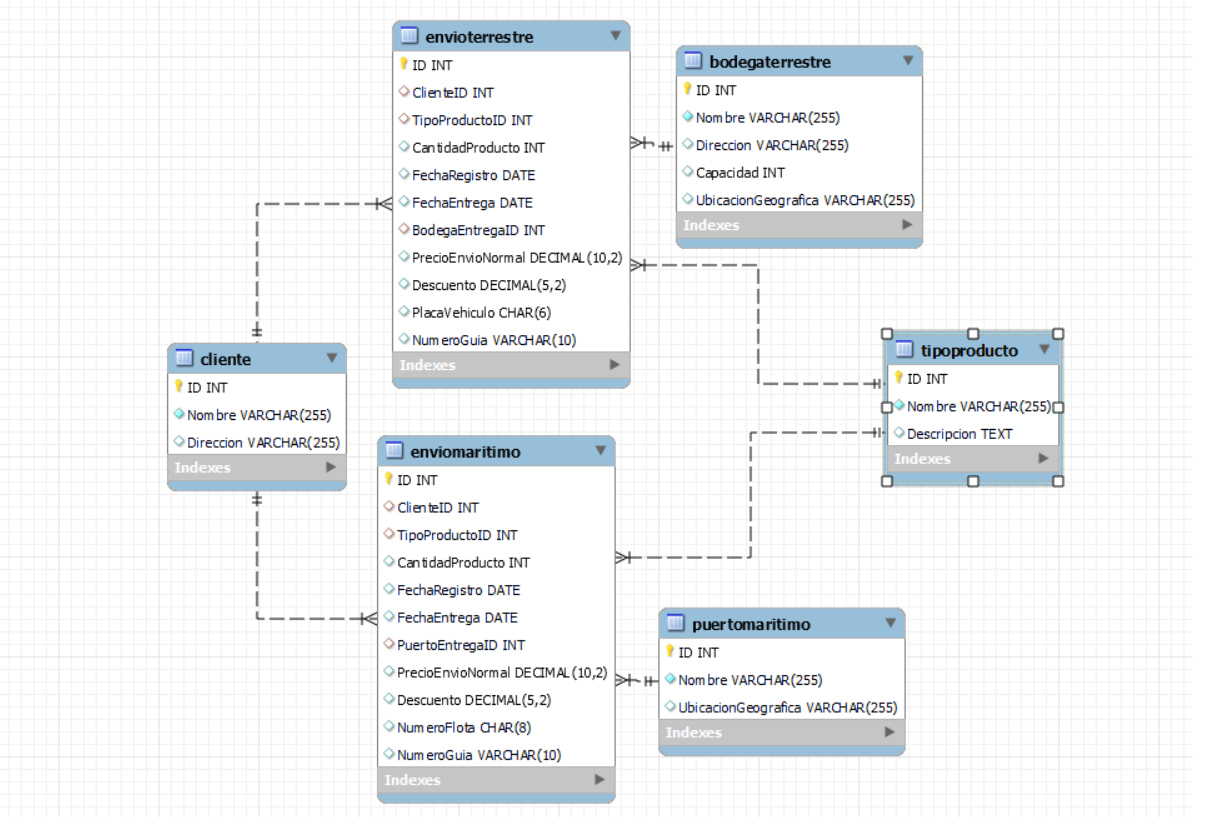 envioterrestre
ID INT
ClienteID INT
TipoProductoID INT
CantidadProducto INT
FechaRegistro DATE
FechaEntrega DATE
BodegaEntregaID INT
PrecioEnvioNormal DECIMAL(10,2)
Descuento DECIMAL(5,2)
PlacaVehiculo CHAR(6)
NumeroGuia VARCHAR(10)
Indexes
bodegaterrestre
ID INT
Nombre VARCHAR(255)
Direccion VARCHAR(255)
Capacidad INT
UbicacionGeografica VARCHAR(255)
Indexes
cliente
ID INT
Nombre VARCHAR(255)
Direccion VARCHAR(255)
Indexes
tipoproducto
ID INT
Nombre VARCHAR(255)
Descripcion TEXT
Indexes
enviomaritimo
ID INT
ClienteID INT
TipoProductoID INT
CantidadProducto INT
FechaRegistro DATE
FechaEntrega DATE
PuertoEntregaID INT
PrecioEnvioNormal DECIMAL(10,2)
Descuento DECIMAL(5,2)
NumeroFlota CHAR(8)
NumeroGuia VARCHAR(10)
Indexes
puertomaritimo
ID INT
Nombre VARCHAR(255)
UbicacionGeografica VARCHAR(255)
Indexes